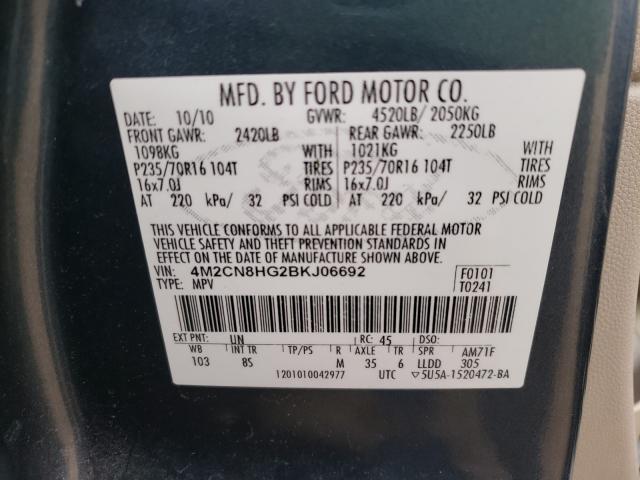 MFD. BY FORD MOTOR CO.
DATE: 10/10 GVWR: 4520LB/ 2050KG
FRONT GAWR: 2420LB REAR GAWR: 2250LB
1098KG WITH 1021KG WITH
P235/70R16 104T TIRES P235/70R16 104T TIRES
16x7.0J RIMS 16x7.0J RIMS
AT 220 kPa/ 32 PSI COLD AT 220 kPa/ 32 PSI COLD
THIS VEHICLE CONFORMS TO ALL APPLICABLE FEDERAL MOTOR
VEHICLE SAFETY AND THEFT PREVENTION STANDARDS IN
EFFECT ON THE DATE OF MANUFACTURE SHOWN ABOVE.
VIN: 4M2CN8HG2BKJ06692 F0101
TYPE: MPV T0241
EXT PNT: UN RC: 45
WB INT TR TP/PS R AXLE TR SPR AM71F
103 8S M 35 6 LLDD 305
1201010042977 UTC ▽5U5A-1520472-BA